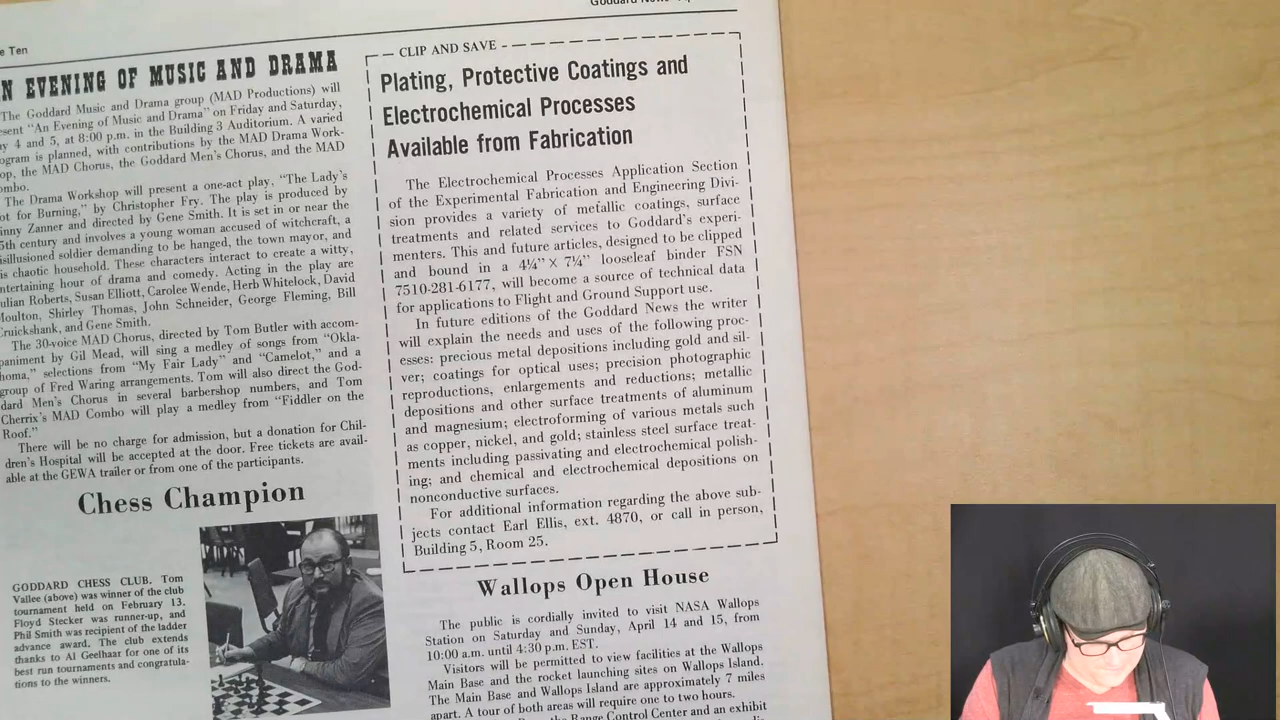 Goddard News
e Ten
N EVENING OF MUSIC AND DRAMA
The Goddard Music and Drama group (MAD Productions) will
esent "An Evening of Music and Drama" on Friday and Saturday,
y 4 and 5, at 8:00 p.m. in the Building 3 Auditorium. A varied
ogram is planned, with contributions by the MAD Drama Work-
op, the MAD Chorus, the Goddard Men's Chorus, and the MAD
ombo.
The Drama Workshop will present a one-act play, "The Lady's
ot for Burning," by Christopher Fry. The play is produced by
inny Zanner and directed by Gene Smith. It is set in or near the
5th century and involves a young woman accused of witchcraft, a
isillusioned soldier demanding to be hanged, the town mayor, and
is chaotic household. These characters interact to create a witty,
ntertaining hour of drama and comedy. Acting in the play are
ulian Roberts, Susan Elliott, Carolee Wende, Herb Whitelock, David
Moulton, Shirley Thomas, John Schneider, George Fleming, Bill
Cruickshank, and Gene Smith.
The 30-voice MAD Chorus, directed by Tom Butler with accom-
paniment by Gil Mead, will sing a medley of songs from "Okla-
homa," selections from "My Fair Lady" and "Camelot," and a
group of Fred Waring arrangements. Tom will also direct the God-
dard Men's Chorus in several barbershop numbers, and Tom
Cherrix's MAD Combo will play a medley from "Fiddler on the
Roof."
There will be no charge for admission, but a donation for Chil-
dren's Hospital will be accepted at the door. Free tickets are avail-
able at the GEWA trailer or from one of the participants.
Chess Champion
GODDARD CHESS CLUB. Tom
Vallee (above) was winner of the club
tournament held on February 13.
Floyd Stecker was runner-up, and
Phil Smith was recipient of the ladder
advance award. The club extends
thanks to Al Geelhaar for one of its
best run tournaments and congratula-
tions to the winners.
CLIP AND SAVE
Plating, Protective Coatings and
Electrochemical Processes
Available from Fabrication
The Electrochemical Processes Application Section
of the Experimental Fabrication and Engineering Divi-
sion provides a variety of metallic coatings, surface
treatments and related services to Goddard's experi-
menters. This and future articles, designed to be clipped
and bound in a 4¼" × 7¼" looseleaf binder FSN
7510-281-6177, will become a source of technical data
for applications to Flight and Ground Support use.
In future editions of the Goddard News the writer
will explain the needs and uses of the following proc-
esses: precious metal depositions including gold and sil-
ver; coatings for optical uses; precision photographic
reproductions, enlargements and reductions; metallic
depositions and other surface treatments of aluminum
and magnesium; electroforming of various metals such
as copper, nickel, and gold; stainless steel surface treat-
ments including passivating and electrochemical polish-
ing; and chemical and electrochemical depositions on
nonconductive surfaces.
For additional information regarding the above sub-
jects contact Earl Ellis, ext. 4870, or call in person,
Building 5, Room 25.
Wallops Open House
The public is cordially invited to visit NASA Wallops
Station on Saturday and Sunday, April 14 and 15, from
10:00 a.m. until 4:30 p.m. EST.
Visitors will be permitted to view facilities at the Wallops
Main Base and the rocket launching sites on Wallops Island.
The Main Base and Wallops Island are approximately 7 miles
apart. A tour of both areas will require one to two hours.
the Range Control Center and an exhibit